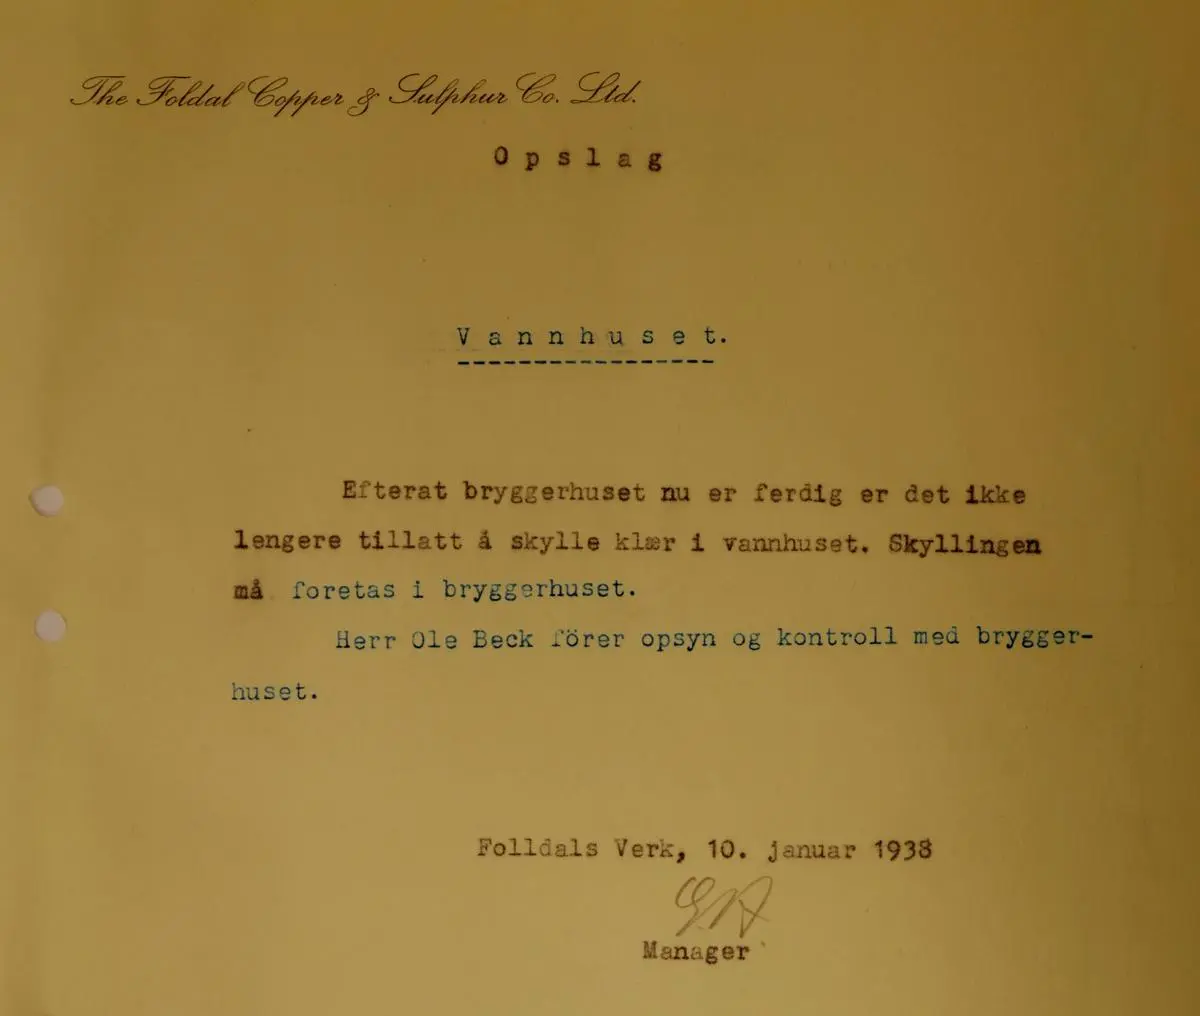 The Foldal Copper & Sulphur Co. Ltd.
Opslag
Vannhuset.
Efterat bryggerhuset nu er ferdig er det ikke
lengere tillatt å skylle klær i vannhuset. Skyllingen
må foretas i bryggerhuset.
Herr Ole Beck förer opsyn og kontroll med brygger-
huset.
Folldals Verk, 10. januar 1938
Manager